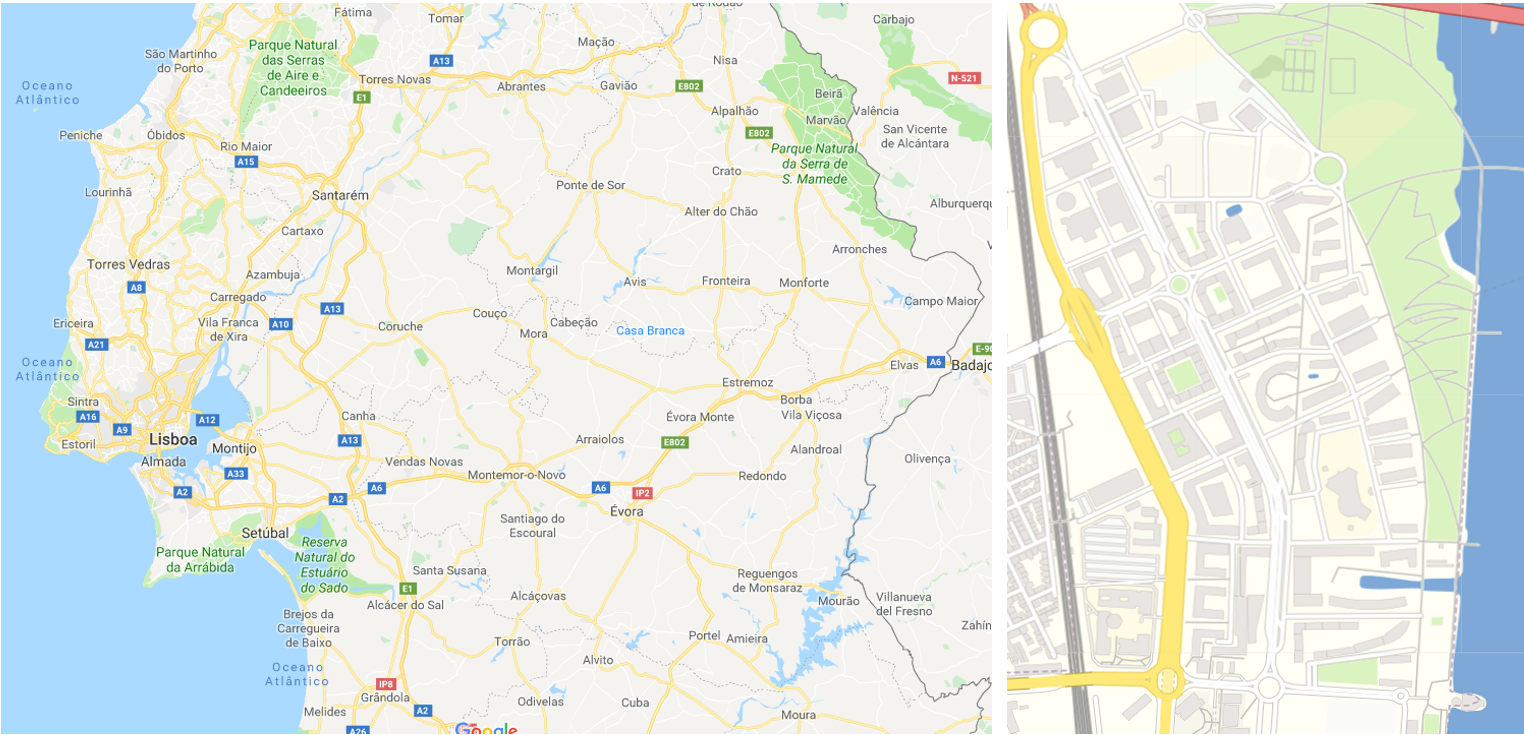 Fátima
Tomar
de Rodão
Carbajo
São Martinho
do Porto
Parque Natural
das Serras
de Aire e
Candeeiros
A13
Mação
Nisa
N-521
Oceano
Atlântico
Torres Novas
E1
Abrantes
Gavião
E802
Beirã
Alpalhão
Valência
Marvão
Peniche
Óbidos
Rio Maior
E802
San Vicente
de Alcántara
A15
Parque Natural
da Serra de
S. Mamede
Lourinhã
Santarém
Ponte de Sor
Crato
Alburquerqu
Alter do Chão
Cartaxo
Arronches
Torres Vedras
Azambuja
Montargil
A8
Carregado
A13
Avis
Fronteira
Monforte
Campo Maior
Ericeira
Vila Franca
de Xira
A10
Coruche
Couço
Cabeção
Mora
Casa Branca
A21
Oceano
Atlântico
E-90
A6
Elvas
Badajo
Estremoz
Sintra
A16
A9
A12
Canha
Borba
Vila Viçosa
Évora Monte
Estoril
Lisboa
Montijo
A13
Arraiolos
E802
Alandroal
Almada
A33
Vendas Novas
Montemor-o-Novo
Olivença
Redondo
A2
A2
A6
A6
IP2
Évora
Setúbal
Santiago do
Escoural
Parque Natural
da Arrábida
Reserva
Natural do
Estuário
do Sado
Santa Susana
Reguengos
de Monsaraz
E1
Alcácer do Sal
Alcáçovas
Mourão
Villanueva
del Fresno
Brejos da
Carregueira
de Baixo
Torrão
Portel
Amieira
Zahín
Oceano
Atlântico
Alvito
IP8
Grândola
Odivelas
Cuba
Melides
A2
Moura
A26
Google